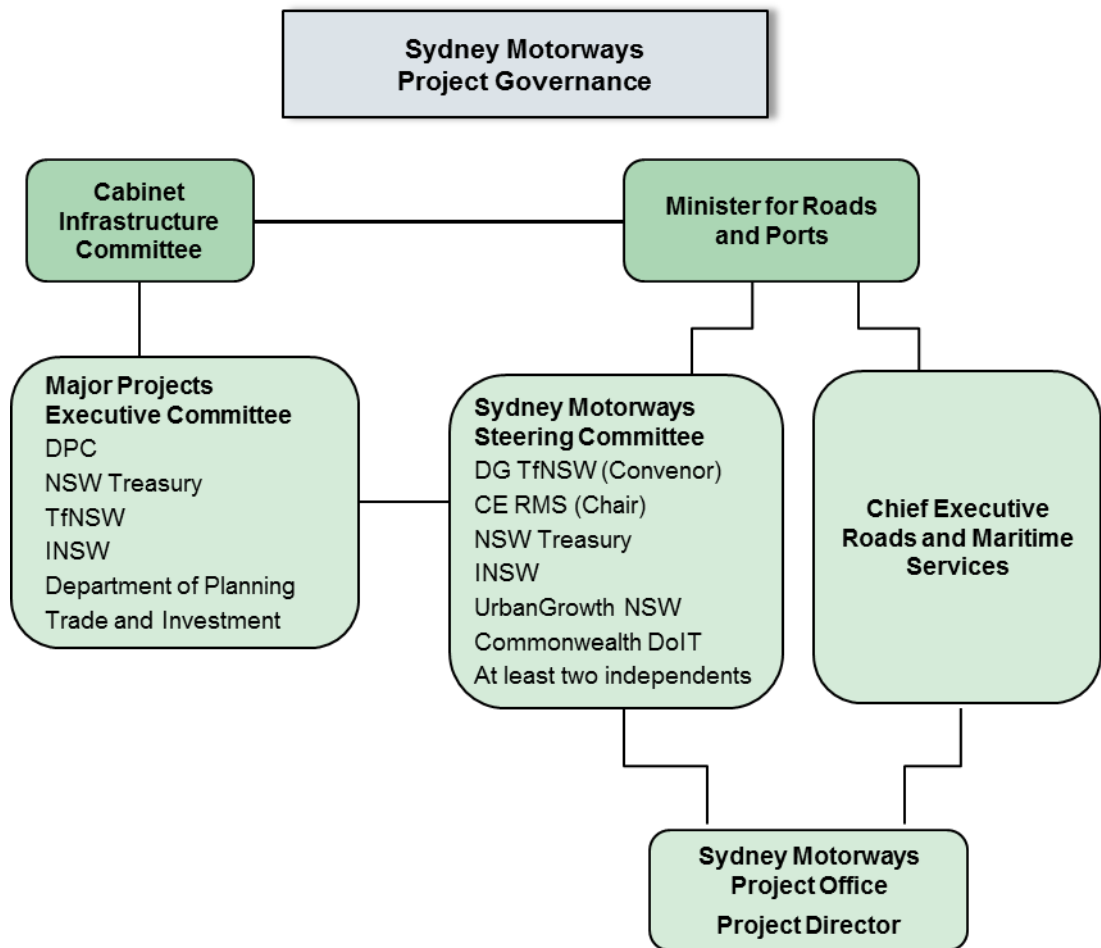 Sydney Motorways
Project Governance
Cabinet
Infrastructure
Committee
Minister for Roads
and Ports
Major Projects
Executive Committee
DPC
NSW Treasury
TfNSW
INSW
Department of Planning
Trade and Investment
Sydney Motorways
Steering Committee
DG TfNSW (Convenor)
CE RMS (Chair)
NSW Treasury
INSW
UrbanGrowth NSW
Commonwealth DoIT
At least two independents
Chief Executive
Roads and Maritime
Services
Sydney Motorways
Project Office
Project Director